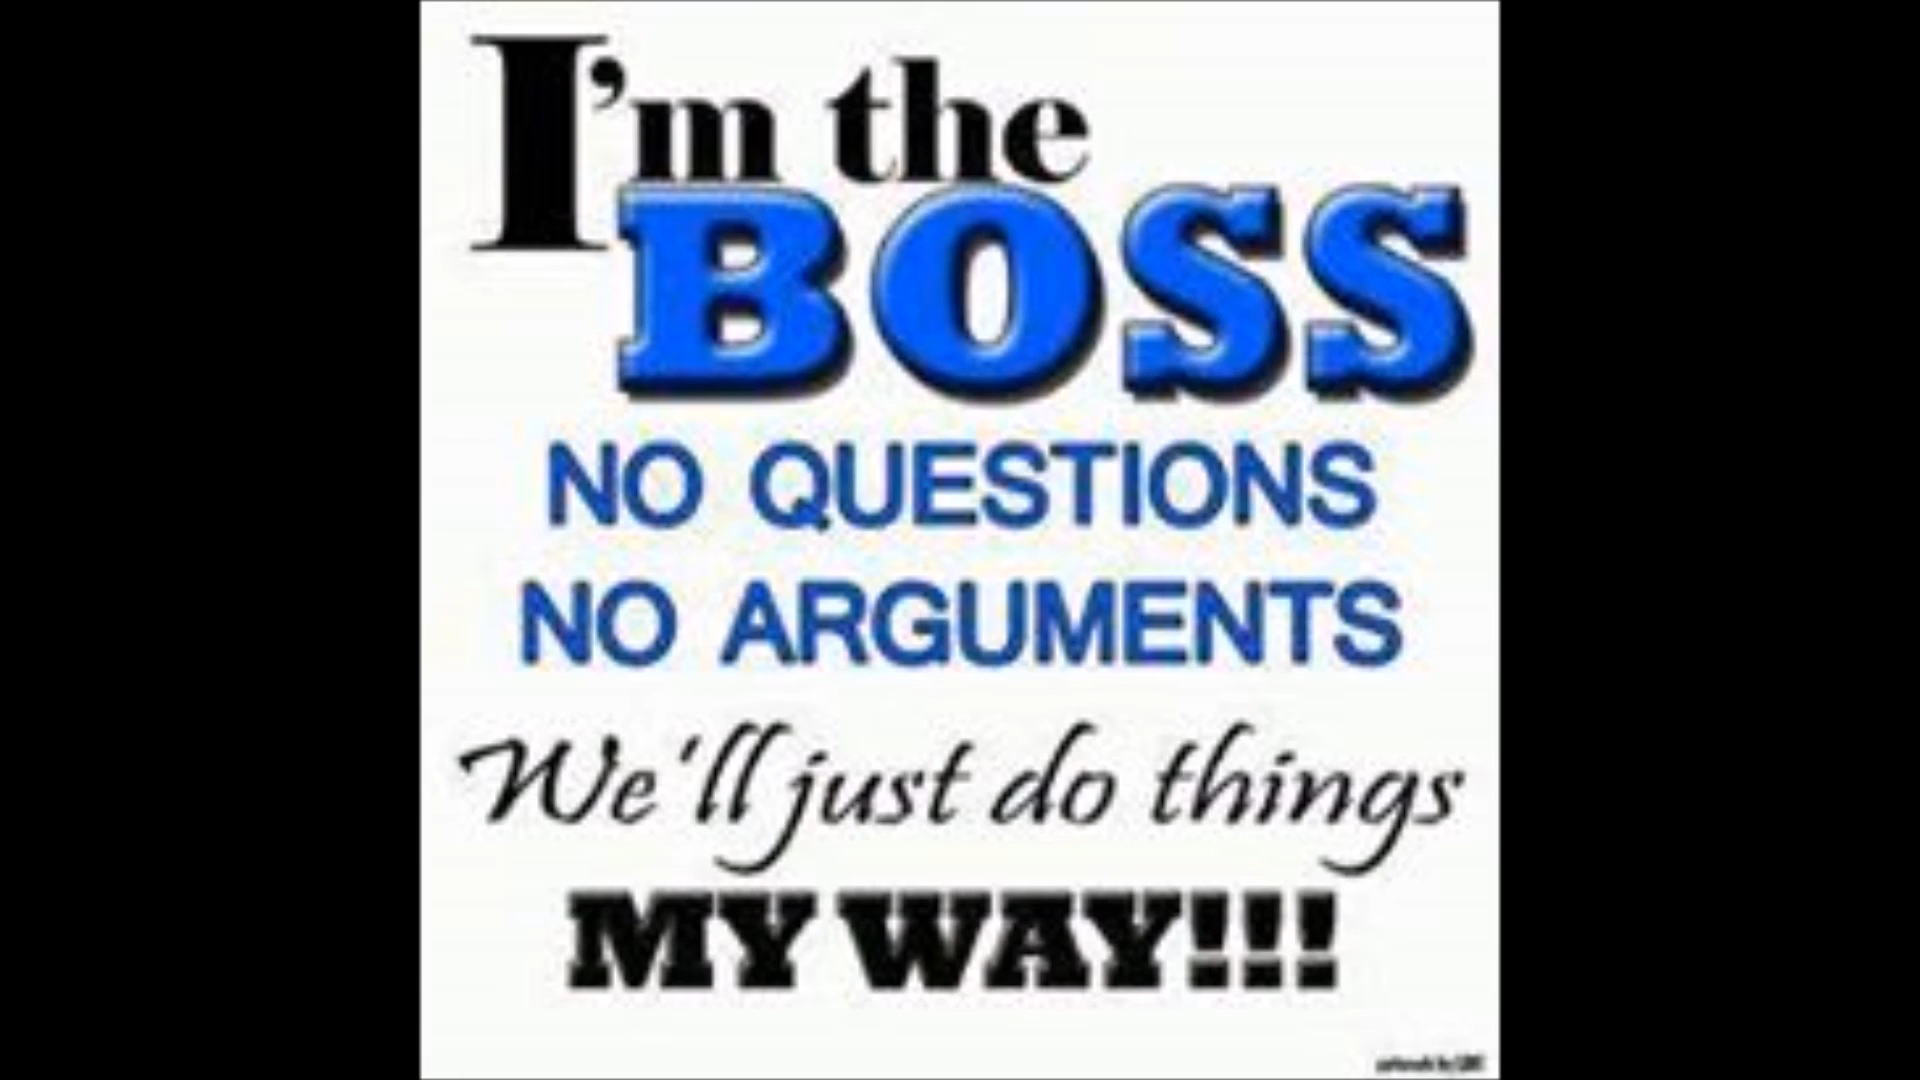 I'm the
BOSS
NO QUESTIONS
NO ARGUMENTS
We'll just do things
MY WAY!!!